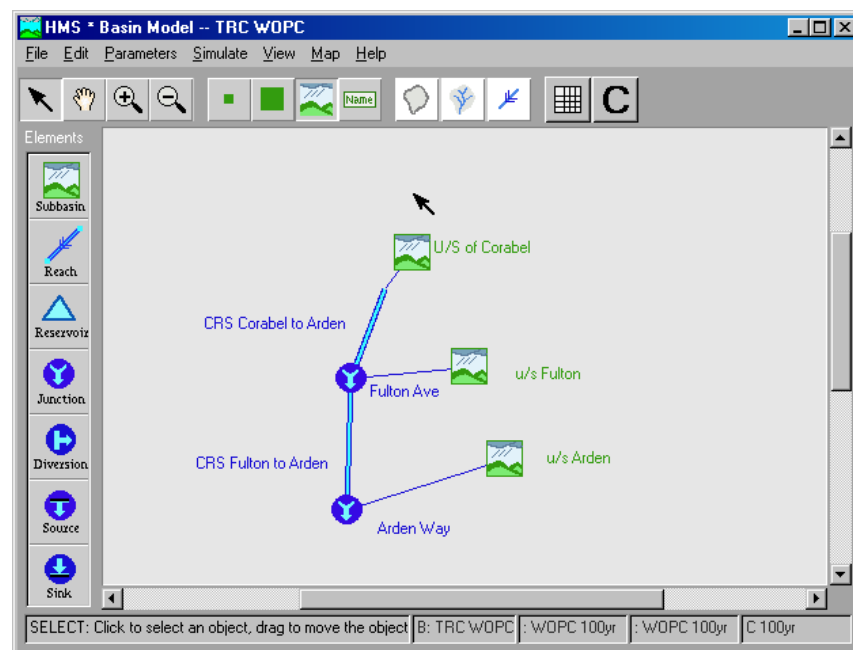 HMS * Basin Model -- TRC WOPC
File Edit Parameters Simulate View Map Help
Name
C
Elements
Subbasin
Reach
Reservoir
Junction
Diversion
Source
Sink
U/S of Corabel
CRS Corabel to Arden
u/s Fulton
Fulton Ave
CRS Fulton to Arden
u/s Arden
Arden Way
SELECT: Click to select an object, drag to move the object
B: TRC WOPC
: WOPC 100yr
: WOPC 100yr
C 100yr